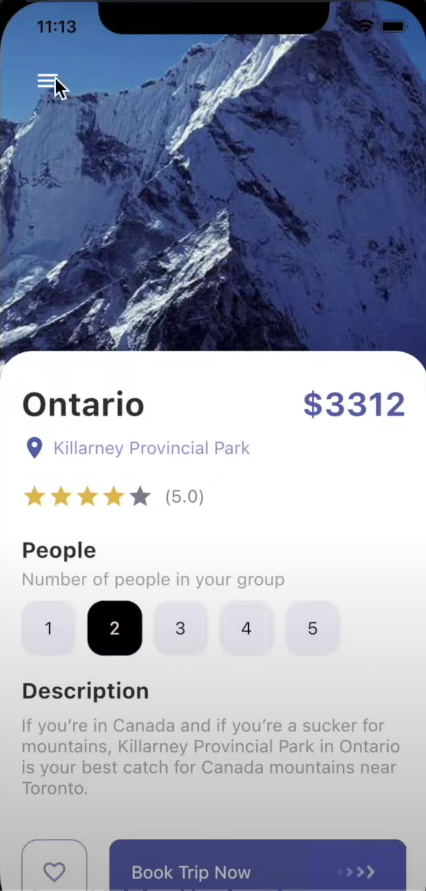 11:13
Ontario
$3312
Killarney Provincial Park
(5.0)
People
Number of people in your group
1 2 3 4 5
Description
If you're in Canada and if you're a sucker for
mountains, Killarney Provincial Park in Ontario
is your best catch for Canada mountains near
Toronto.
Book Trip Now